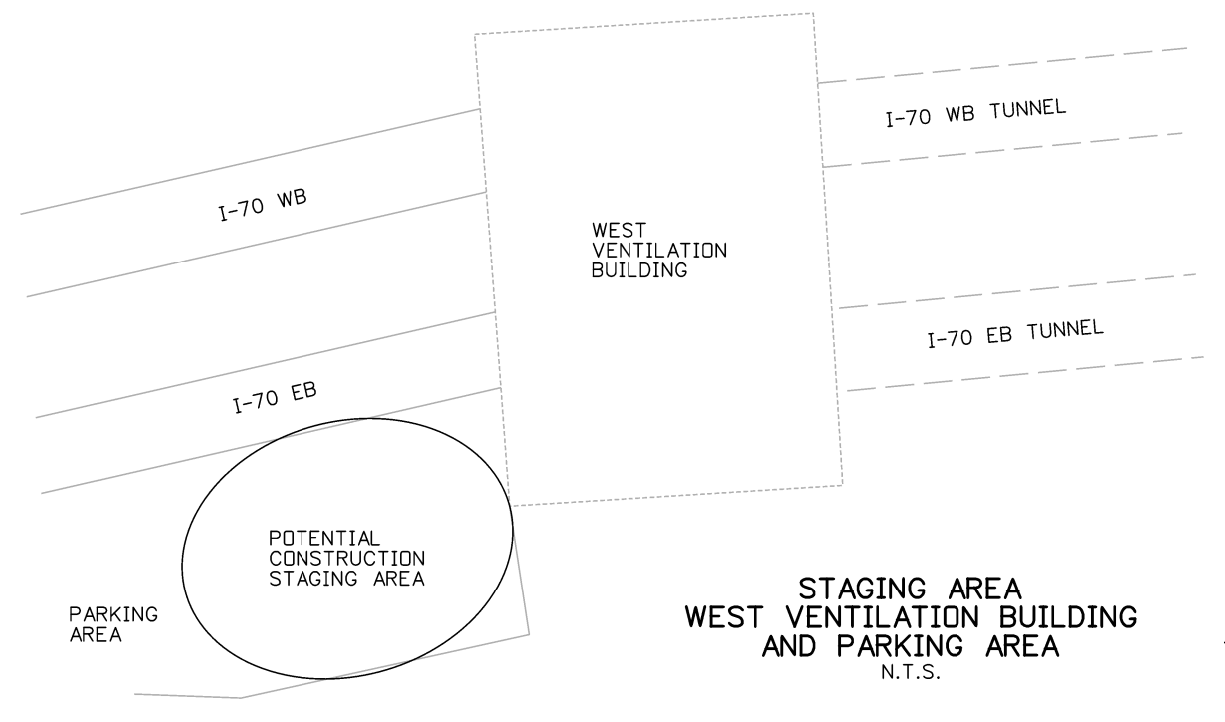 I-70 WB TUNNEL
I-70 WB
WEST
VENTILATION
BUILDING
I-70 EB TUNNEL
I-70 EB
POTENTIAL
CONSTRUCTION
STAGING AREA
PARKING
AREA
STAGING AREA
WEST VENTILATION BUILDING
AND PARKING AREA
N.T.S.